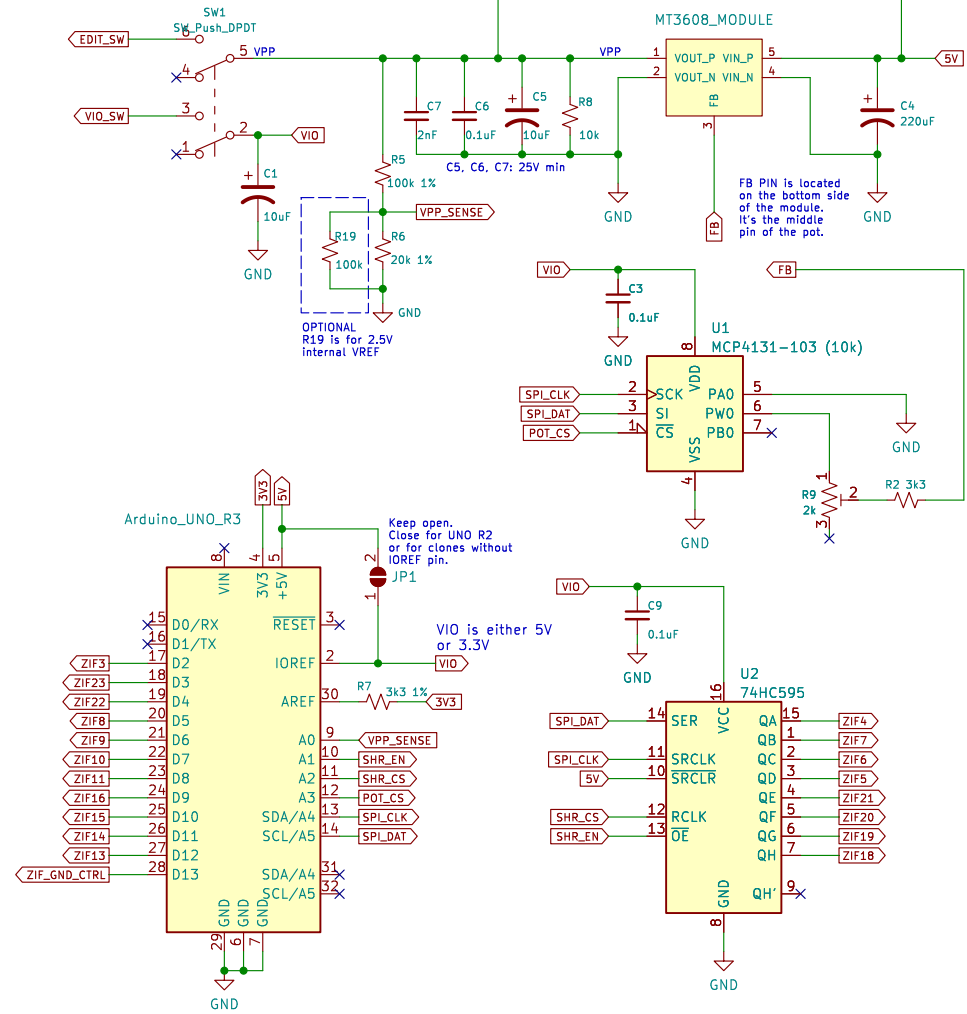 SW1
SW_Push_DPDT
EDIT_SW
6
5
VPP
4
VIO_SW
3
2
VIO
1
C1
10uF
GND
VPP
C7
2nF
C6
0.1uF
C5
10uF
R8
10k
C5, C6, C7: 25V min
GND
R5
100k 1%
VPP_SENSE
R19
100k
R6
20k 1%
GND
OPTIONAL
R19 is for 2.5V
internal VREF
MT3608_MODULE
1
VOUT_P
VIN_P
5
2
VOUT_N
VIN_N
4
FB
3
FB
5V
C4
220uF
GND
FB PIN is located
on the bottom side
of the module.
It's the middle
pin of the pot.
VIO
C3
0.1uF
GND
FB
U1
MCP4131-103 (10k)
8
VDD
SPI_CLK
2
SCK
PA0
5
SPI_DAT
3
SI
PW0
6
POT_CS
1
CS
PB0
7
VSS
4
GND
GND
R9
2k
1
2
3
R2 3k3
3V3
5V
Arduino_UNO_R3
Keep open.
Close for UNO R2
or for clones without
IOREF pin.
2
JP1
1
8
VIN
4
3V3
5
+5V
15
D0/RX
RESET
3
16
D1/TX
ZIF3
17
D2
IOREF
2
VIO is either 5V
or 3.3V
VIO
ZIF23
18
D3
ZIF22
19
D4
AREF
30
R7
3k3 1%
3V3
ZIF8
20
D5
ZIF9
21
D6
A0
9
VPP_SENSE
ZIF10
22
D7
A1
10
SHR_EN
ZIF11
23
D8
A2
11
SHR_CS
ZIF16
24
D9
A3
12
POT_CS
ZIF15
25
D10
SDA/A4
13
SPI_CLK
ZIF14
26
D11
SCL/A5
14
SPI_DAT
ZIF13
27
D12
ZIF_GND_CTRL
28
D13
SDA/A4
31
SCL/A5
32
GND
GND
GND
29
6
7
GND
VIO
C9
0.1uF
GND
U2
74HC595
16
VCC
SPI_DAT
14
SER
QA
15
ZIF4
QB
1
ZIF7
SPI_CLK
11
SRCLK
QC
2
ZIF6
5V
10
SRCLR
QD
3
ZIF5
QE
4
ZIF21
SHR_CS
12
RCLK
QF
5
ZIF20
SHR_EN
13
OE
QG
6
ZIF19
QH
7
ZIF18
GND
QH'
9
8
GND